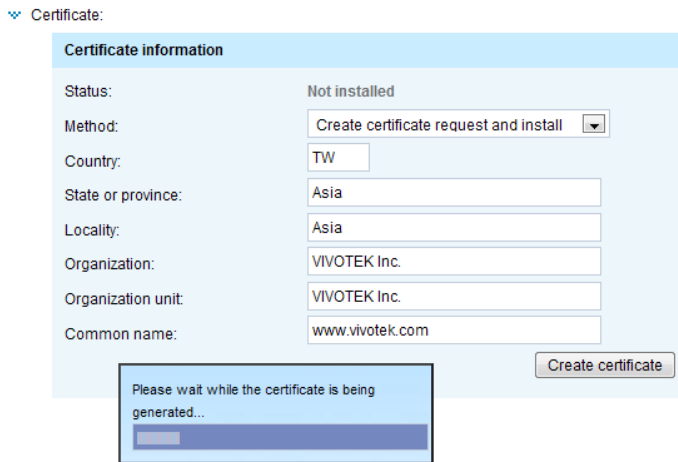 Certificate:
Certificate information
Status: Not installed
Method: Create certificate request and install
Country: TW
State or province: Asia
Locality: Asia
Organization: VIVOTEK Inc.
Organization unit: VIVOTEK Inc.
Common name: www.vivotek.com
Create certificate
Please wait while the certificate is being
generated...